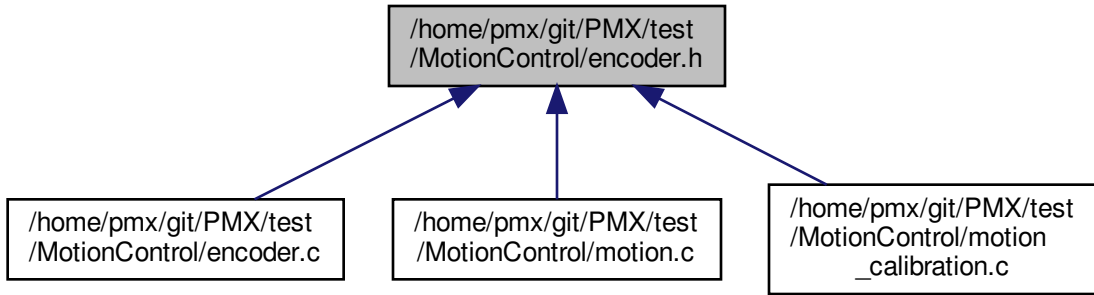 /home/pmx/git/PMX/test
/MotionControl/encoder.h
/home/pmx/git/PMX/test
/MotionControl/encoder.c
/home/pmx/git/PMX/test
/MotionControl/motion.c
/home/pmx/git/PMX/test
/MotionControl/motion
_calibration.c